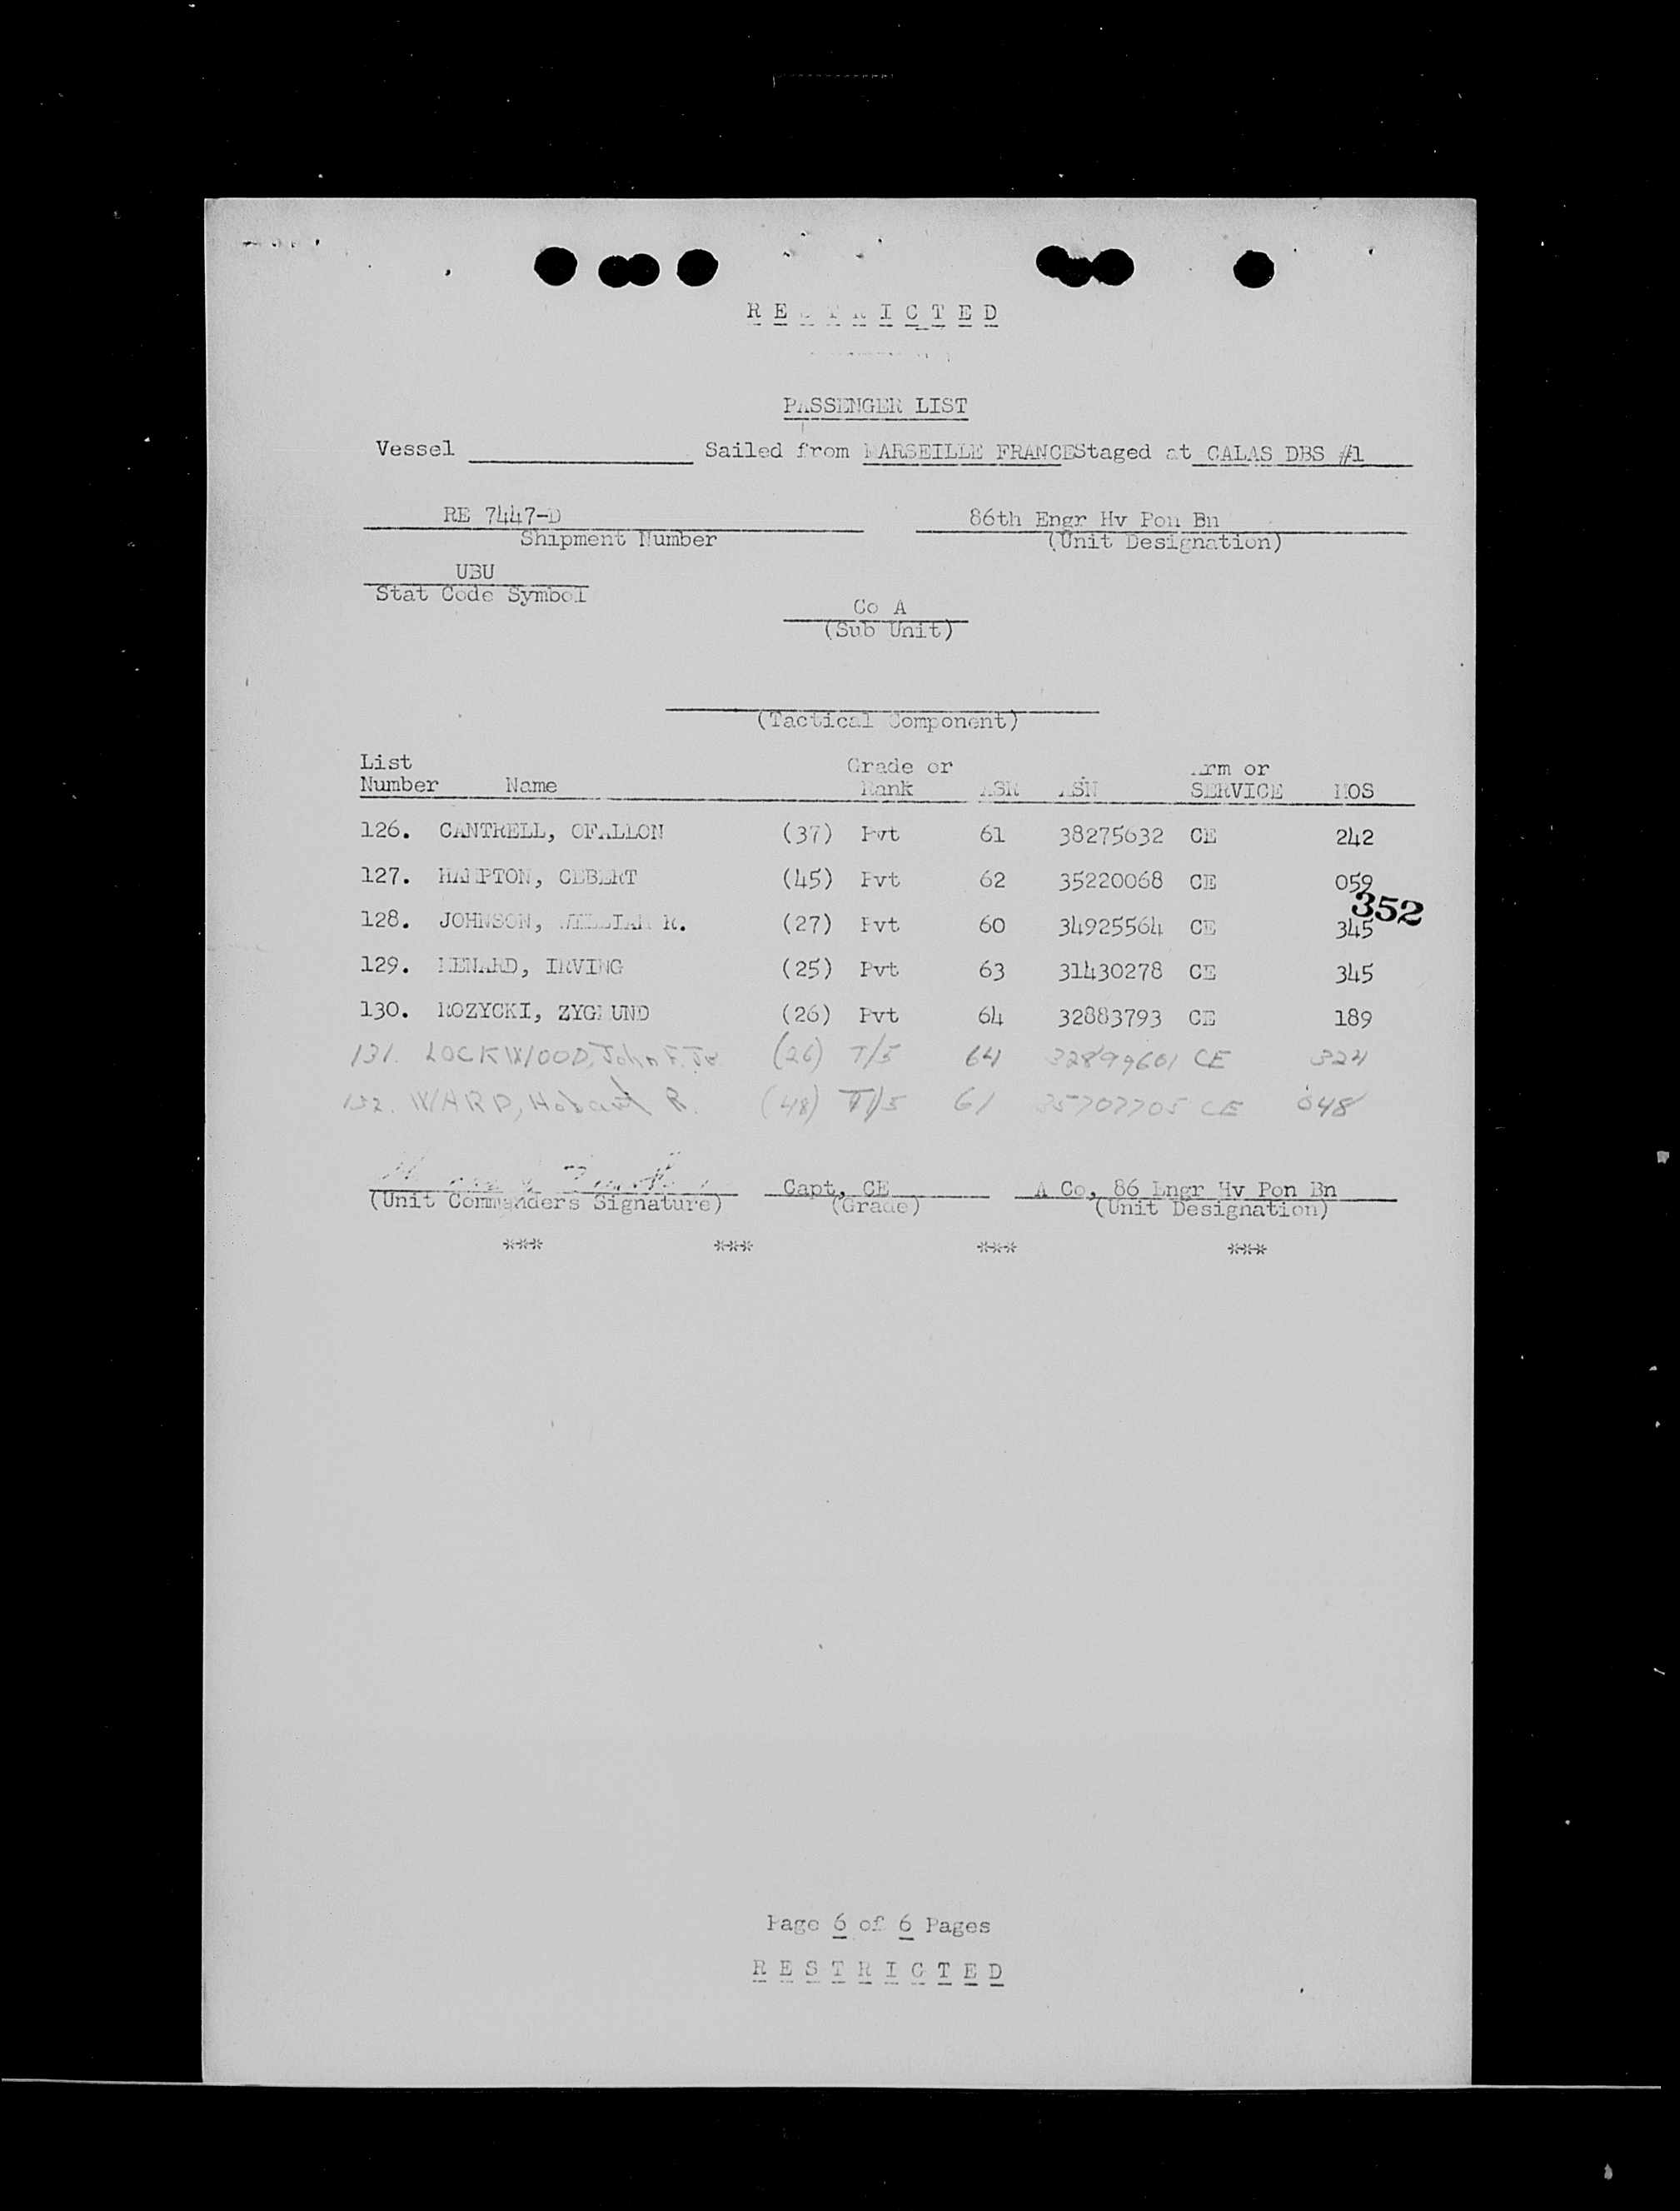 R E S T R I C T E D
PASSENGER LIST
Vessel Sailed from MARSEILLE FRANCE Staged at CALAS DBS #1
RE 7447-D 86th Engr Hv Pon Bn
Shipment Number (Unit Designation)
UBU
Stat Code Symbol
Co A
(Sub Unit)
(Tactical Component)
List Grade or Arm or
Number Name Rank ASR ASN SERVICE MOS
126. CANTRELL, OFALLON (37) Pvt 61 38275632 CE 242
127. HAMPTON, CEBERT (45) Pvt 62 35220068 CE 059
352
128. JOHNSON, WILLIAM R. (27) Pvt 60 34925564 CE 345
129. IRVING (25) Pvt 63 31430278 CE 345
130. ROZYCKI, ZYGMUND (26) Pvt 64 32883793 CE 189
131. LOCKWOOD, John F. Jr. (26) T/5 64 32899601 CE 324
132. WARD, Hobart R. (48) T/5 61 35707705 CE 048
Capt, CE A Co, 86 Engr Hv Pon Bn
(Unit Commanders Signature) (Grade) (Unit Designation)
*** *** *** ***
Page 6 of 6 Pages
R E S T R I C T E D